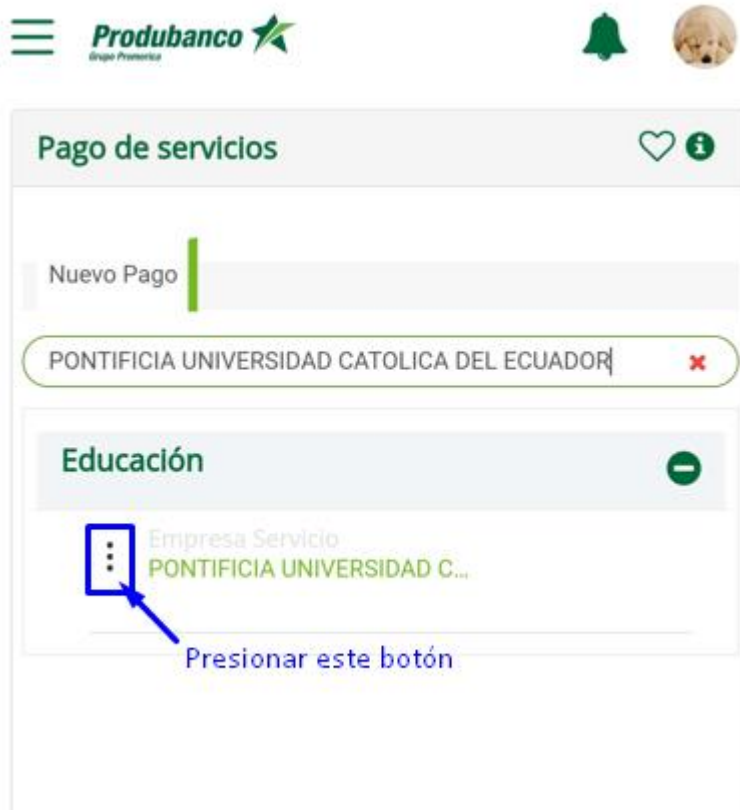 Produbanco
Grupo Promerica
Pago de servicios
Nuevo Pago
PONTIFICIA UNIVERSIDAD CATOLICA DEL ECUADOR
Educación
Empresa Servicio
PONTIFICIA UNIVERSIDAD C...
Presionar este botón